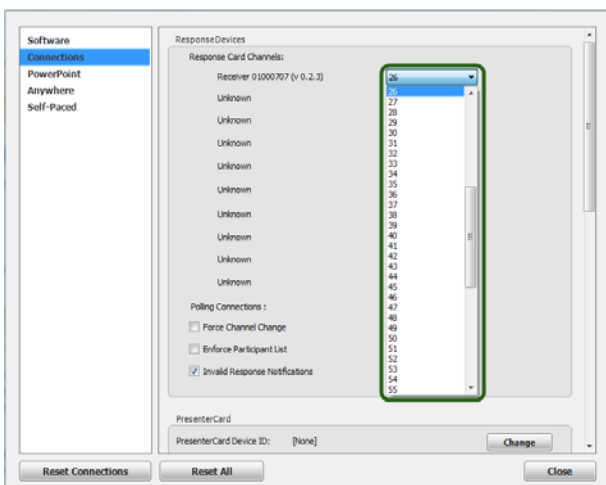 Software
Connections
PowerPoint
Anywhere
Self-Paced
ResponseDevices
Response Card Channels:
Receiver 01000707 (v 0.2.3)
26
Unknown
Unknown
Unknown
Unknown
Unknown
Unknown
Unknown
Unknown
Unknown
26
27
28
29
30
31
32
33
34
35
36
37
38
39
40
41
42
43
44
45
46
47
48
49
50
51
52
53
54
55
Polling Connections :
Force Channel Change
Enforce Participant List
Invalid Response Notifications
PresenterCard
PresenterCard Device ID: [None]
Change
Reset Connections
Reset All
Close